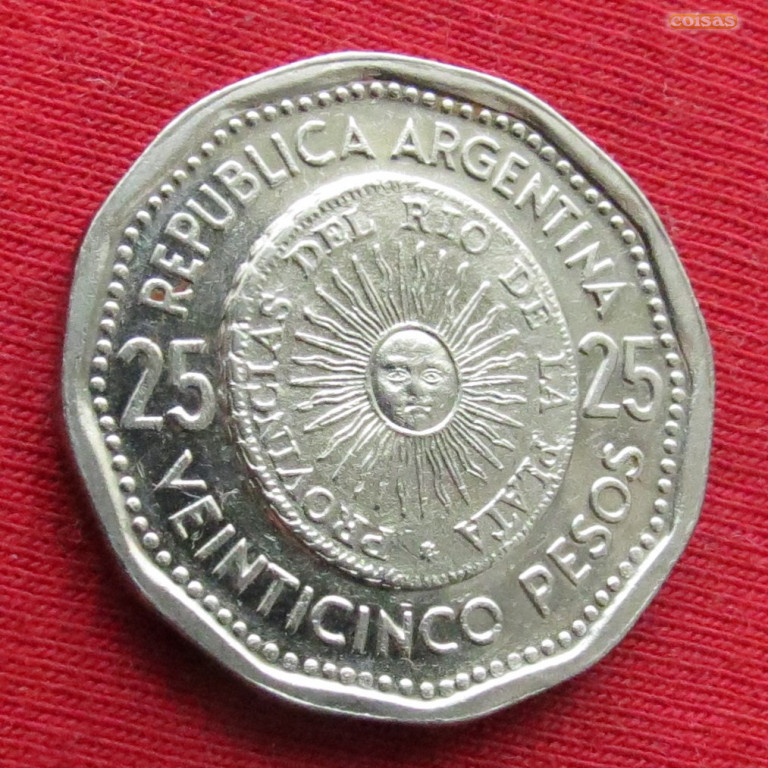 coisas
REPUBLICA ARGENTINA
PROVINCIAS DEL RIO DE LA PLATA *
25 25
VEINTICINCO PESOS